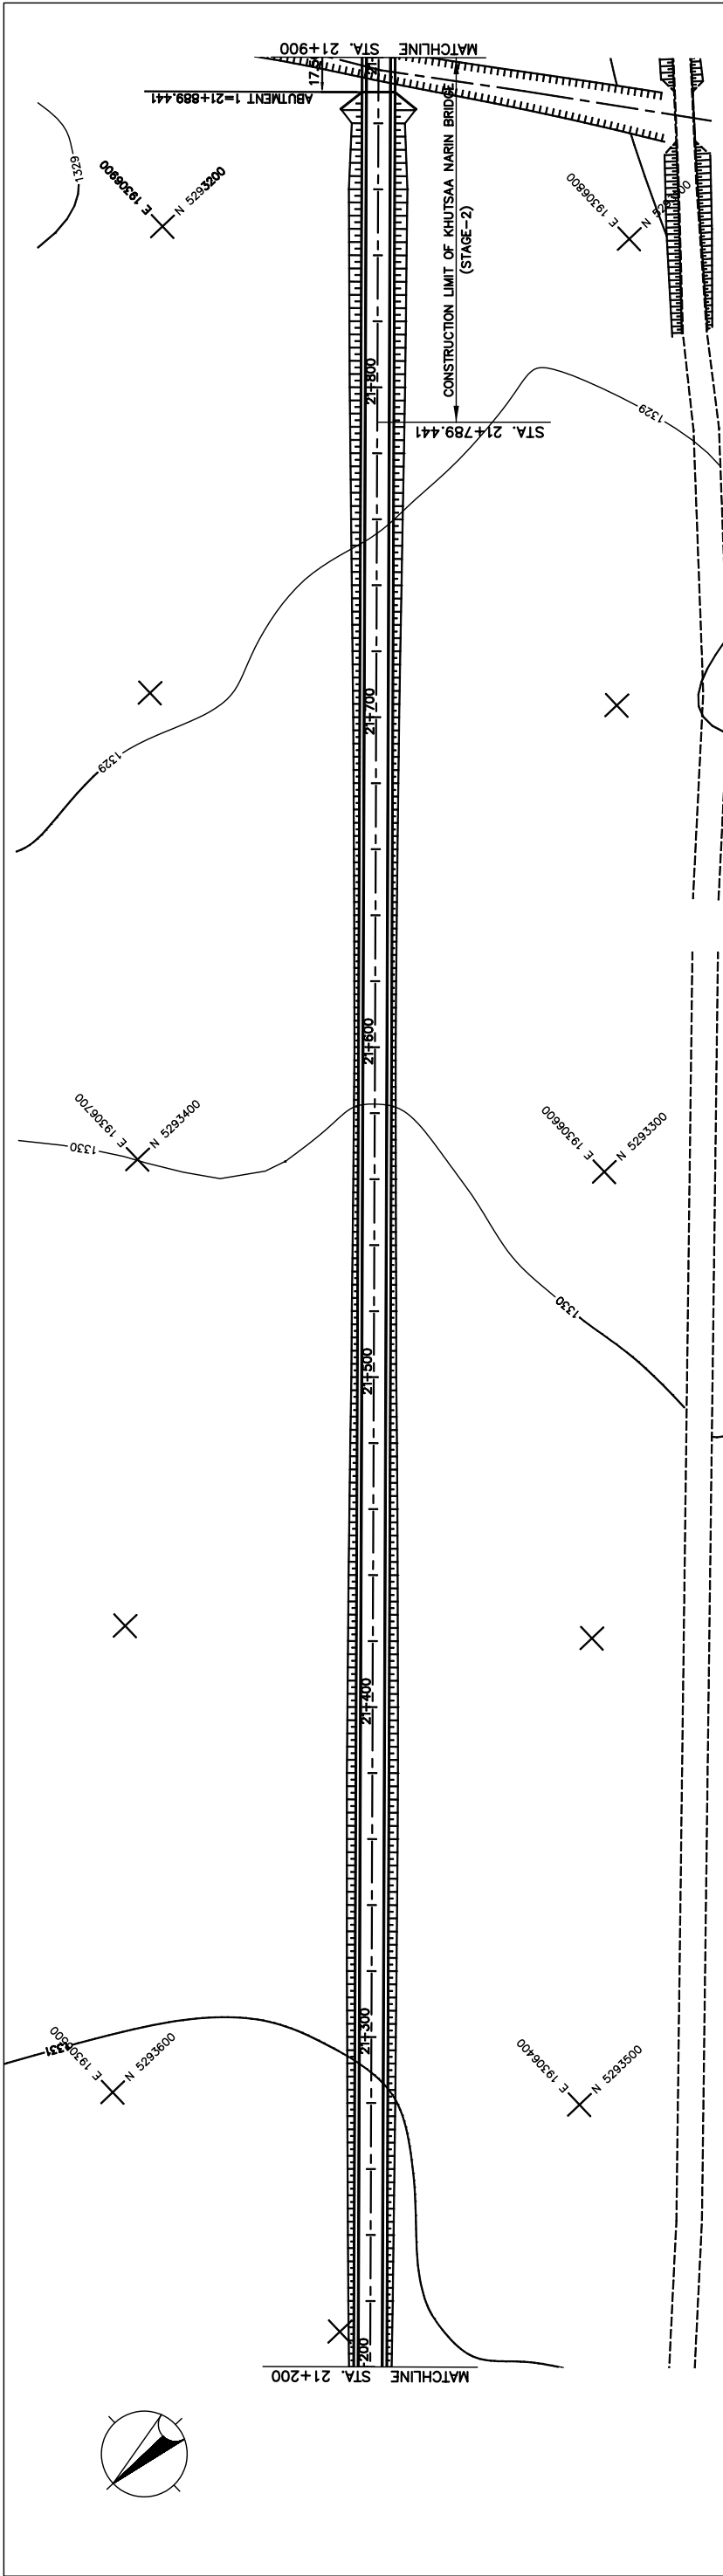 MATCHLINE STA. 21+900
17.5
21+
ABUTMENT 1=21+889.441
1329
E 19306900
N 5293200
E 19306800
CONSTRUCTION LIMIT OF KHUTSAA NARIN BRIDGE
(STAGE-2)
21+800
STA. 21+789.441
1329
21+700
1329
21+600
E 19306700
N 5293400
1330
E 19306600
N 5293300
1330
21+500
21+400
21+300
1331
N 5293600
E 19306400
N 5293500
+200
MATCHLINE STA. 21+200